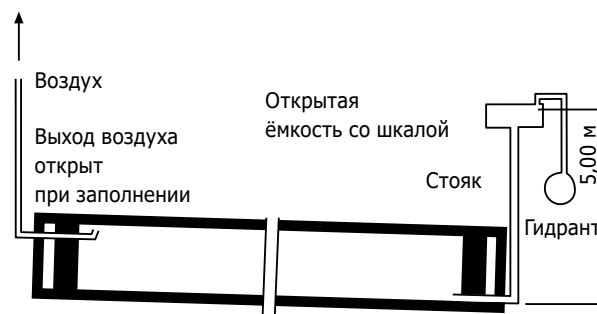 Воздух
Выход воздуха
открыт
при заполнении
Открытая
ёмкость со шкалой
Стояк
5,00 м
Гидрант